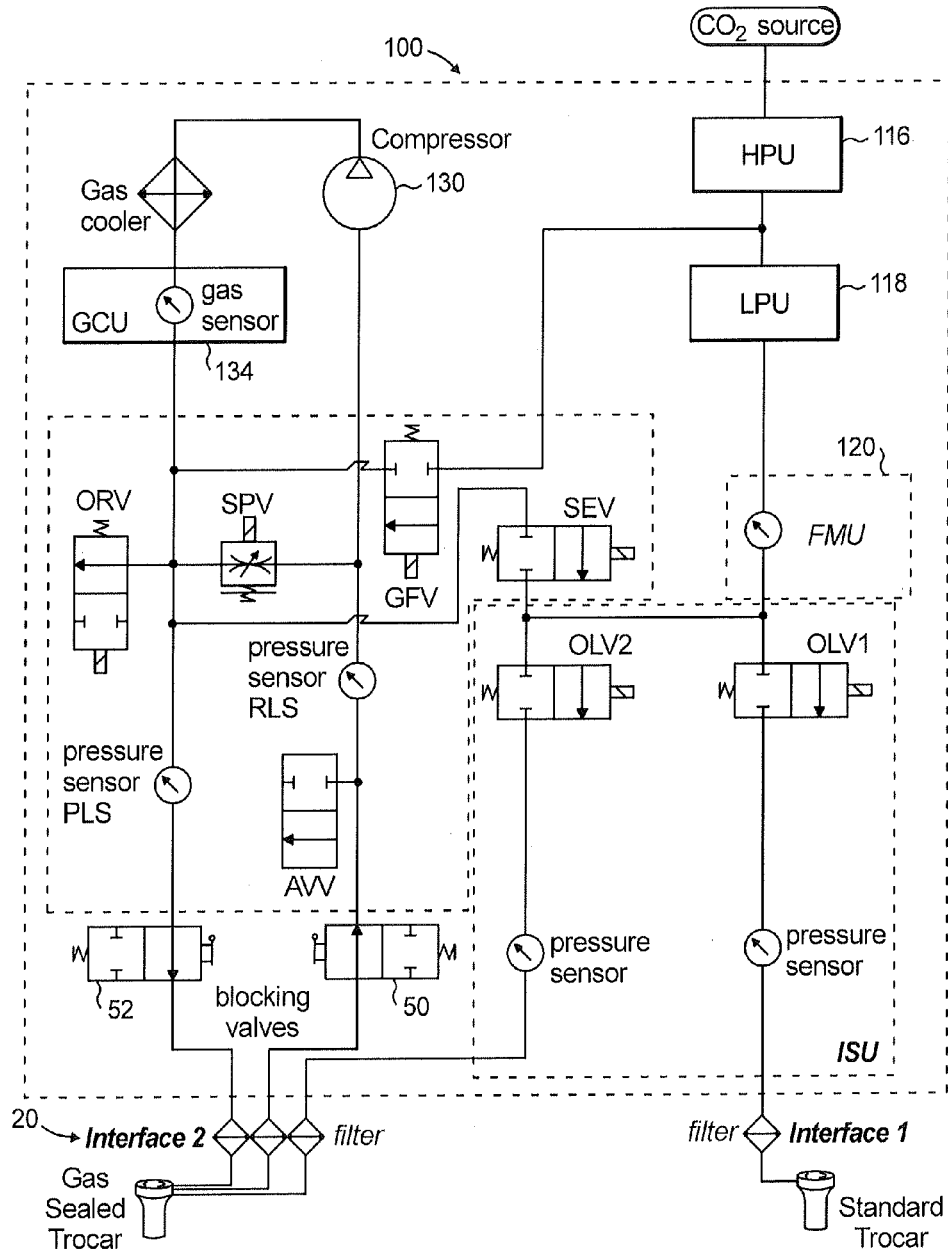 CO2 source
100
HPU
116
Compressor
130
Gas
cooler
LPU
118
gas
sensor
GCU
134
120
ORV
SPV
GFV
SEV
FMU
OLV2
OLV1
pressure
sensor
RLS
pressure
sensor
PLS
AVV
pressure
sensor
pressure
sensor
52
blocking
valves
50
ISU
20
Interface 2
filter
filter
Interface 1
Gas
Sealed
Trocar
Standard
Trocar